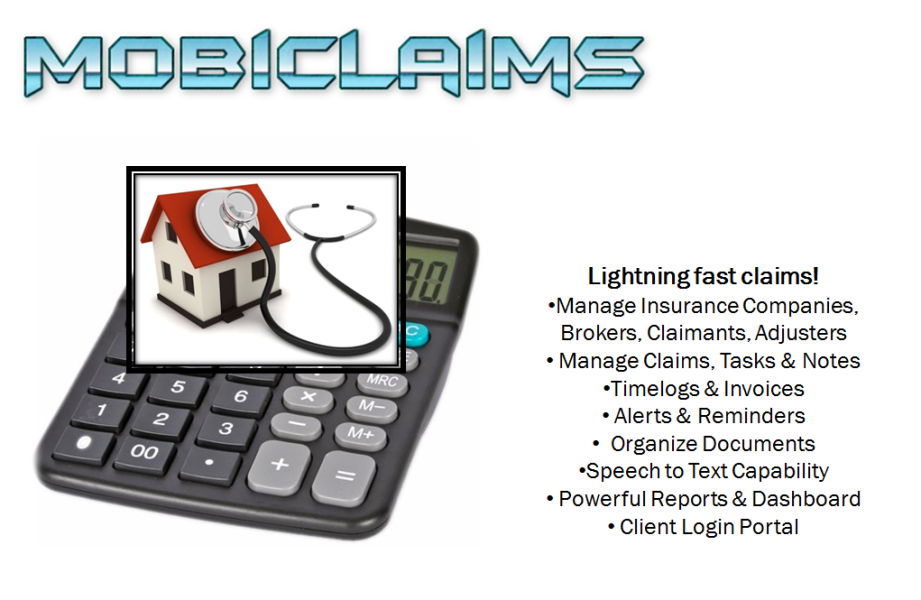 MOBICLAIMS
80.
C
4 5 6 MRC
1 2 3 × M−
− M+
• 00 • + =
Lightning fast claims!
•Manage Insurance Companies,
Brokers, Claimants, Adjusters
• Manage Claims, Tasks & Notes
•Timelogs & Invoices
• Alerts & Reminders
• Organize Documents
•Speech to Text Capability
• Powerful Reports & Dashboard
• Client Login Portal